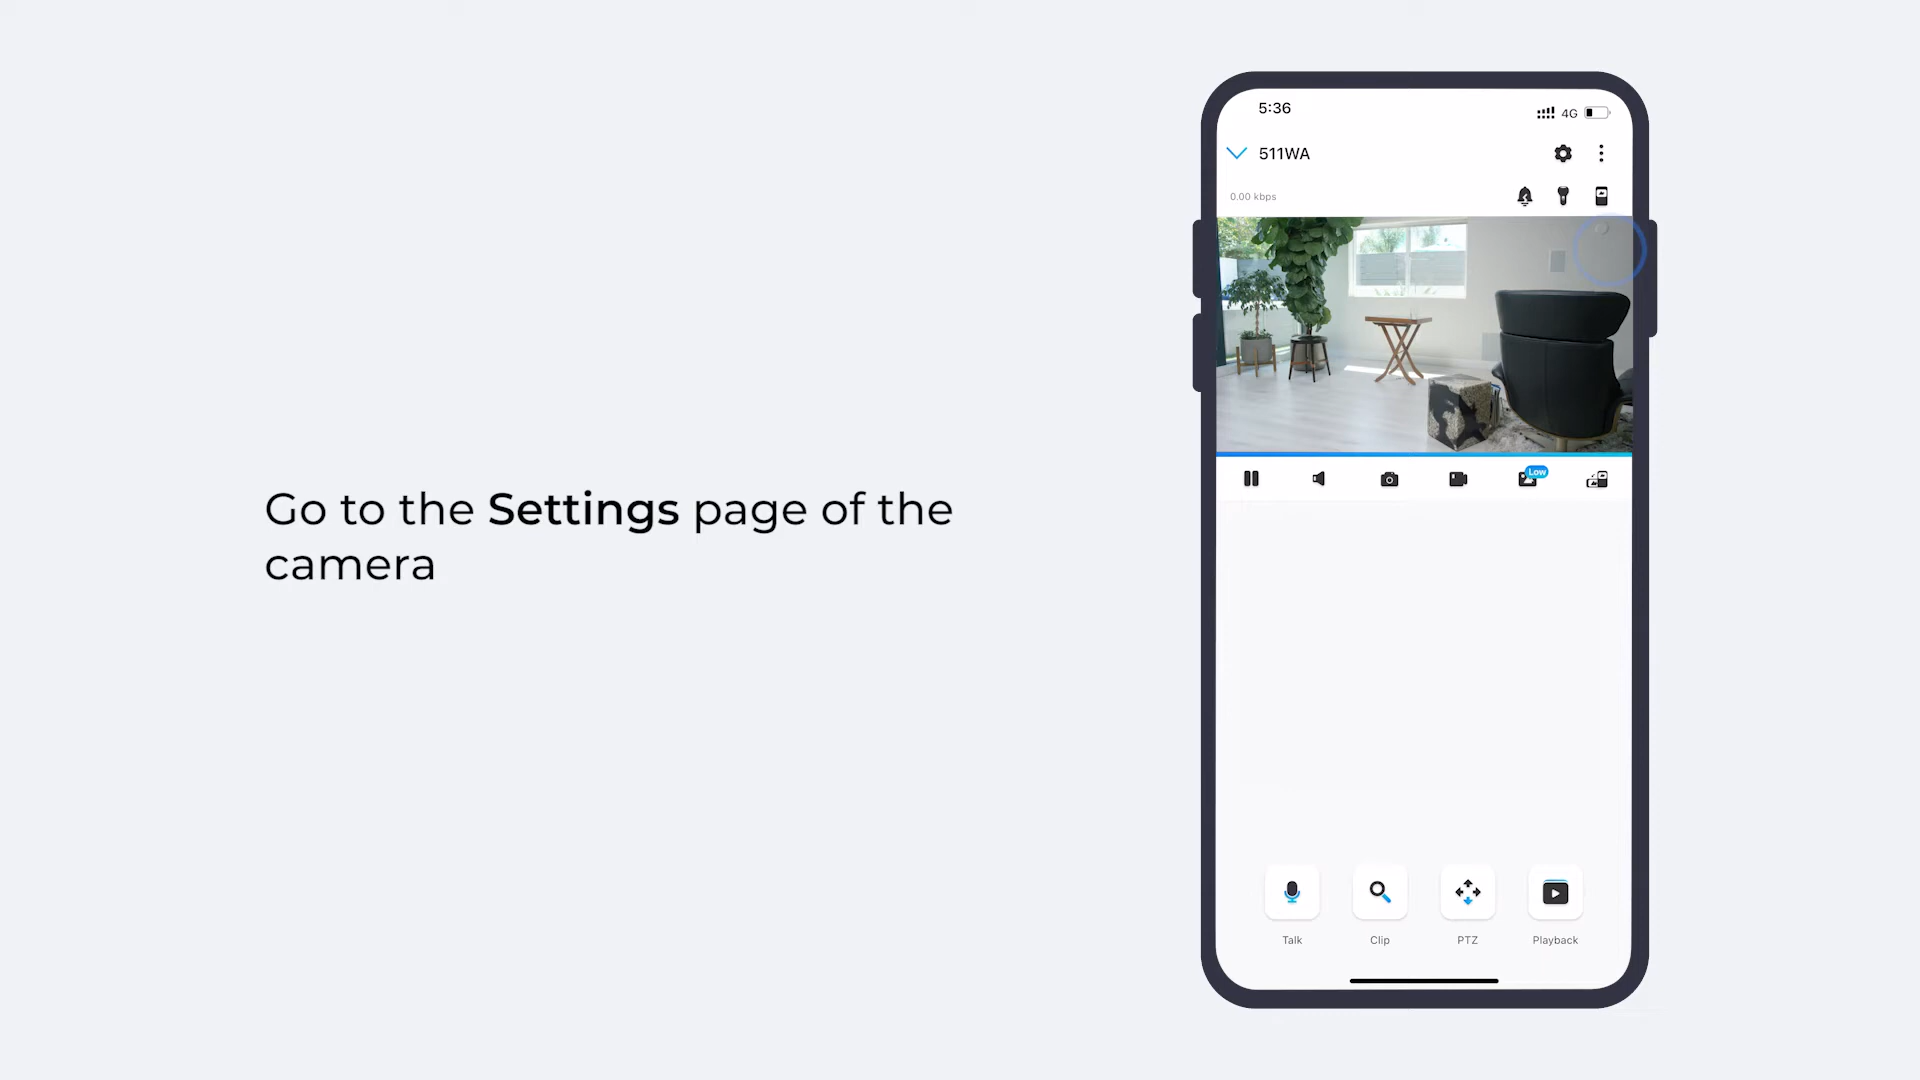 Go to the Settings page of the
camera
5:36
4G
511WA
0.00 kbps
Low
Talk
Clip
PTZ
Playback